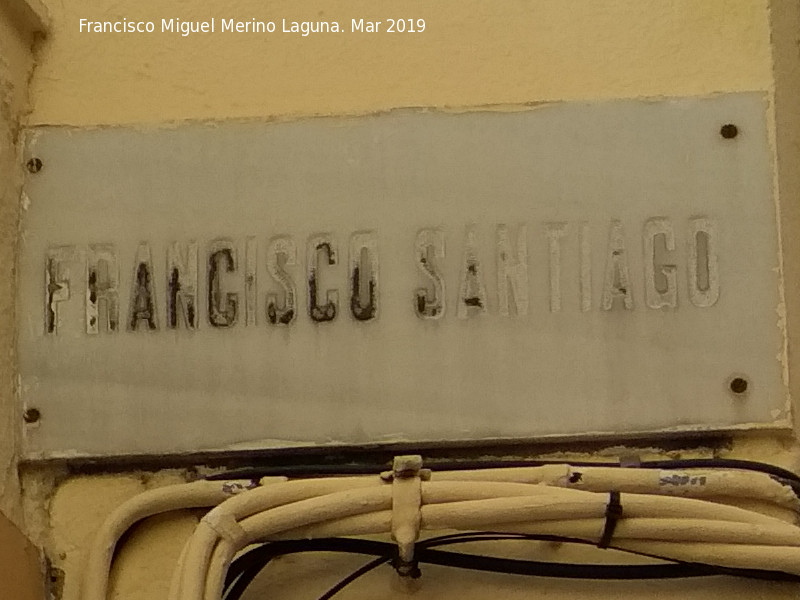 Francisco Miguel Merino Laguna. Mar 2019
FRANCISCO SANTIAGO